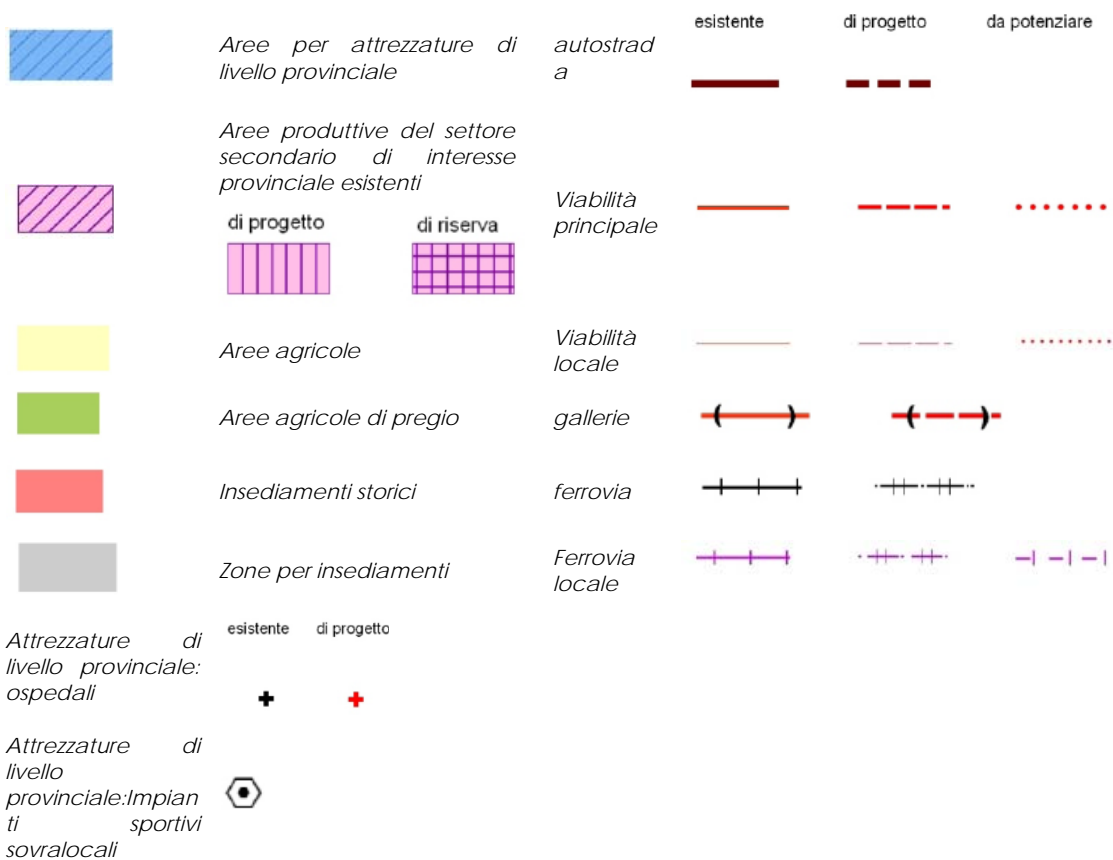 esistente di progetto da potenziare
Aree per attrezzature di
livello provinciale
autostrad
a
Aree produttive del settore
secondario di interesse
provinciale esistenti
di progetto di riserva
Viabilità
principale
Aree agricole
Viabilità
locale
Aree agricole di pregio
gallerie
Insediamenti storici
ferrovia
Zone per insediamenti
Ferrovia
locale
esistente di progetto
Attrezzature di
livello provinciale:
ospedali
Attrezzature di
livello
provinciale:Impian
ti sportivi
sovralocali